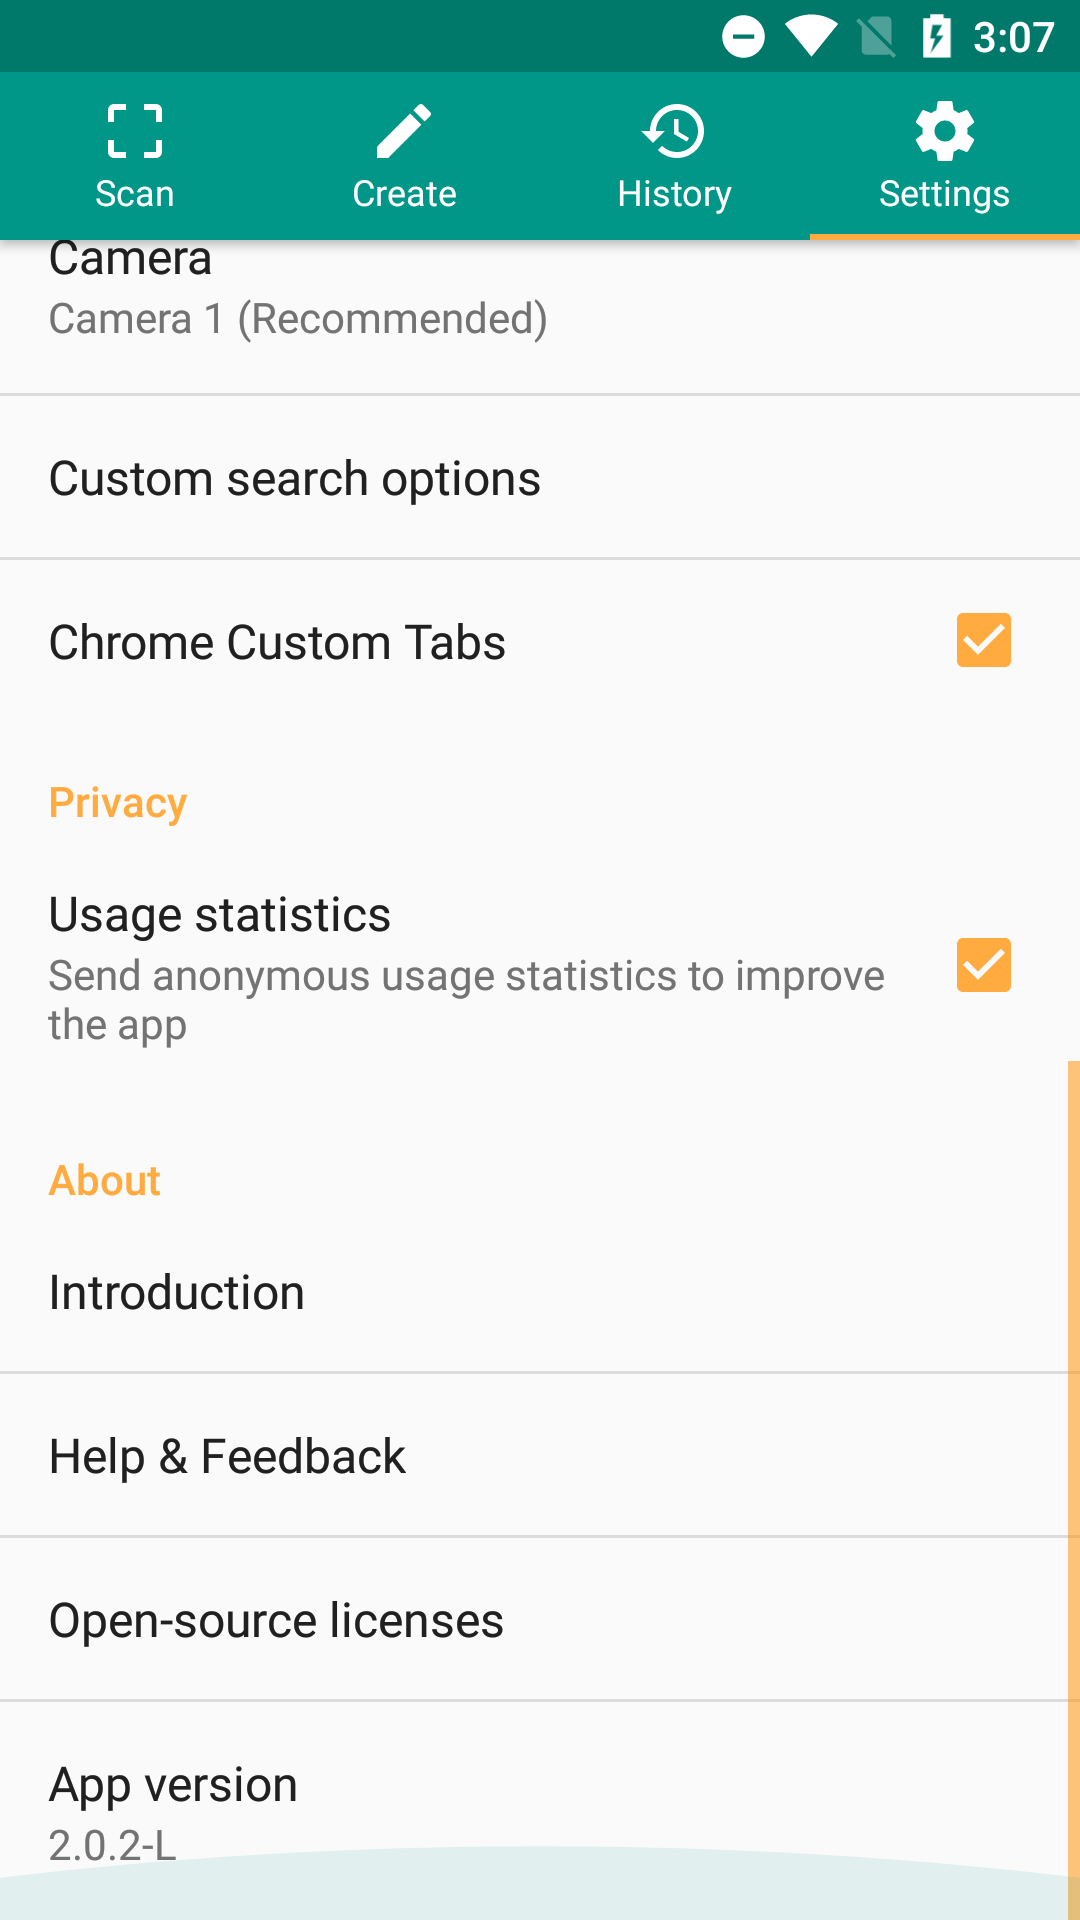 3:07
Scan Create History Settings
Camera
Camera 1 (Recommended)
Custom search options
Chrome Custom Tabs
Privacy
Usage statistics
Send anonymous usage statistics to improve
the app
About
Introduction
Help & Feedback
Open-source licenses
App version
2.0.2-L